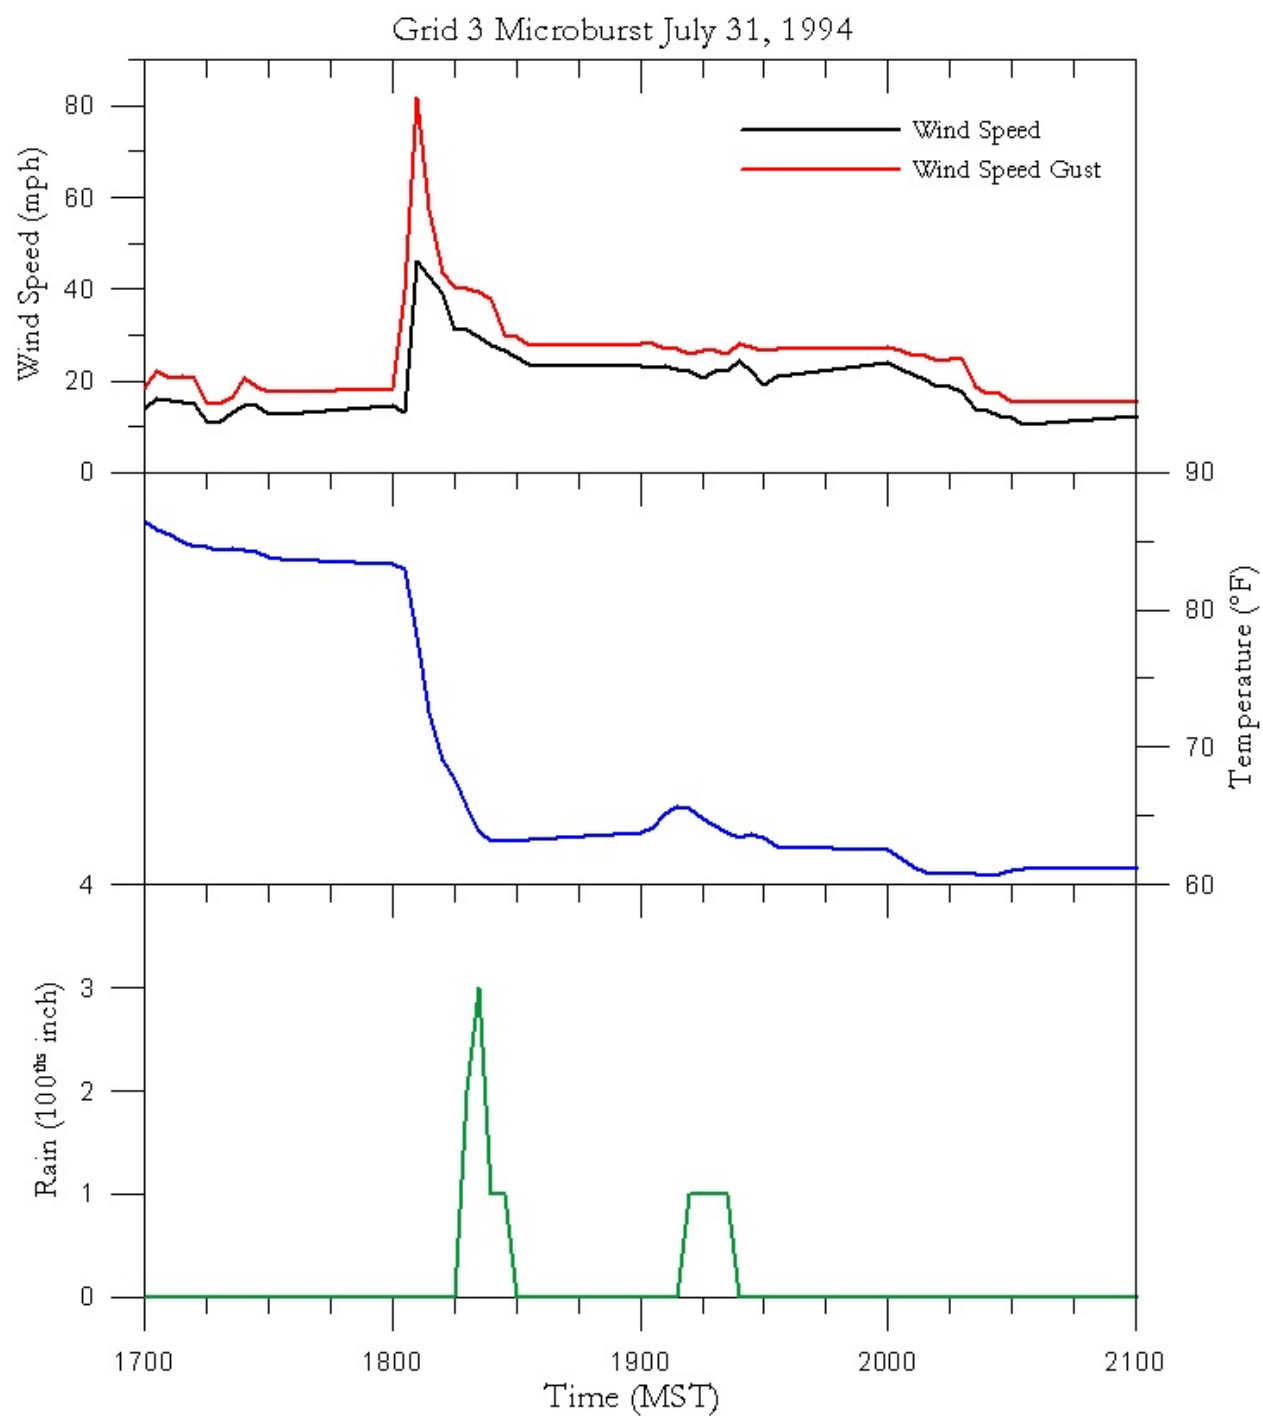 Grid 3 Microburst July 31, 1994
80
60
40
20
0
Wind Speed (mph)
Wind Speed
Wind Speed Gust
90
80
70
60
Temperature (°F)
4
3
2
1
0
Rain (100ths inch)
1700 1800 1900 2000 2100
Time (MST)